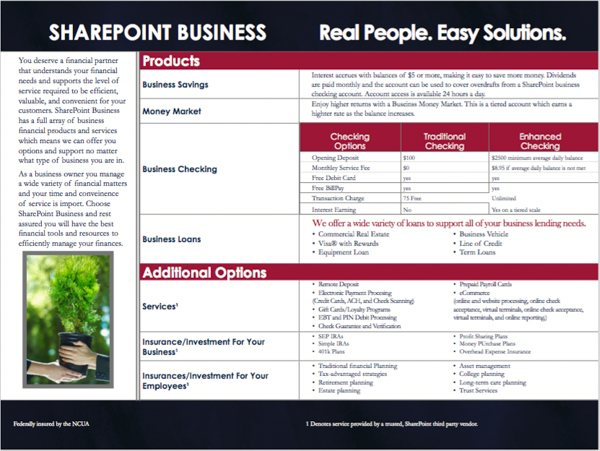 SHAREPOINT BUSINESS
Real People. Easy Solutions.
You deserve a financial partner
that understands your financial
needs and supports the level of
service required to be efficient,
valuable, and convenient for your
customers. SharePoint Business
has a full array of business
financial products and services
which means we can offer you
options and support no matter
what type of business you are in.
As a business owner you manage
a wide variety of financial matters
and your time and conveinence
of service is import. Choose
SharePoint Business and rest
assured you will have the best
financial tools and resources to
efficiently manage your finances.
Products
Business Savings
Interest accrues with balances of $5 or more, making it easy to save more money. Dividends
are paid monthly and the account can be used to cover overdrafts from a SharePoint business
checking account. Account access is available 24 hours a day.
Money Market
Enjoy higher returns with a Business Money Market. This is a tiered account which earns a
highter rate as the balance increases.
Business Checking
Checking Options
Traditional Checking
Enhanced Checking
Opening Deposit $100 $2500 minimum average daily balance
Monthley Service Fee $0 $8.95 if average daily balance is not met
Free Debit Card yes yes
Free BillPay yes yes
Transaction Charge 75 Free Unlimited
Interest Earning No Yes on a tiered scale
Business Loans
We offer a wide variety of loans to support all of your business lending needs.
• Commercial Real Estate
• Visa® with Rewards
• Equipment Loan
• Business Vehicle
• Line of Credit
• Term Loans
Additional Options
Services¹
• Remote Deposit
• Electronic Payment Processing
(Credit Cards, ACH, and Check Scanning)
• Gift Cards/Loyalty Programs
• EBT and PIN Debit Processing
• Check Guarantee and Verification
• Prepaid Payroll Cards
• eCommerce
(online and website processing, online check
acceptance, virtual terminals, online check acceptance,
virtual terminals, and online reporting)
Insurance/Investment For Your
Business¹
• SEP IRAs
• Simple IRAs
• 401k Plans
• Profit Sharing Plans
• Money PUrchase Plans
• Overhead Expense Insurance
Insurances/Investment For Your
Employees¹
• Traditional financial Planning
• Tax-advantaged strategies
• Retirement planning
• Estate planning
• Asset management
• College planning
• Long-term care planning
• Trust Services
Federally insured by the NCUA
1 Denotes service provided by a trusted, SharePoint third party vendor.